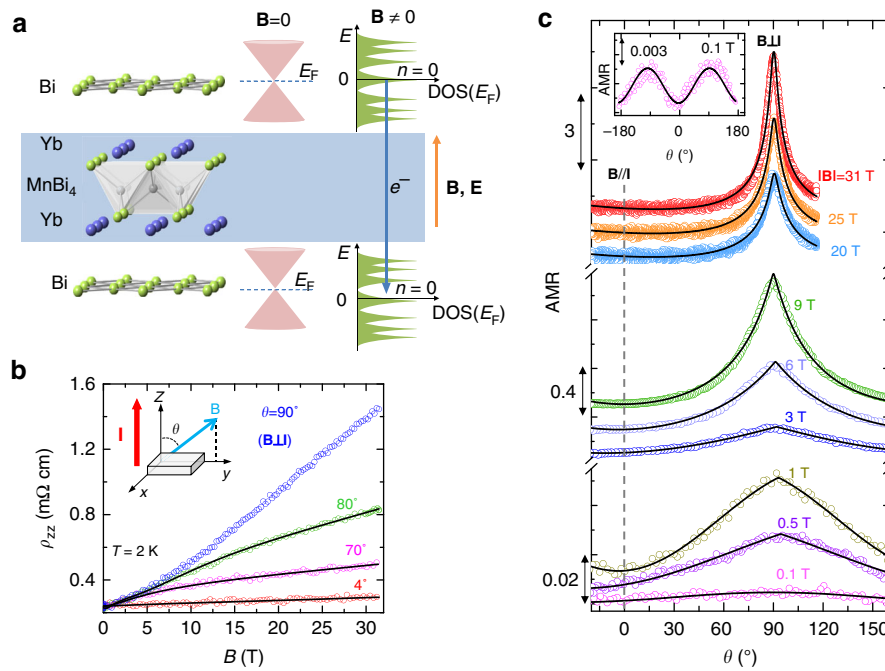 a
B=0
B ≠ 0
E
Bi
E_F
0
n = 0
DOS(E_F)
Yb
MnBi₄
Yb
e⁻
B, E
E
Bi
E_F
0
n = 0
DOS(E_F)
b
1.6
1.2
0.8
0.4
ρzz (mΩ cm)
I
Z
θ
B
y
x
θ=90°
(B⊥I)
80°
70°
4°
T = 2 K
0 5 10 15 20 25 30
B (T)
c
B⊥I
0.003
0.1 T
AMR
−180 0 180
θ (°)
3
B//I
|B|=31 T
25 T
20 T
AMR
9 T
0.4
6 T
3 T
1 T
0.5 T
0.02
0.1 T
0 30 60 90 120 150
θ (°)